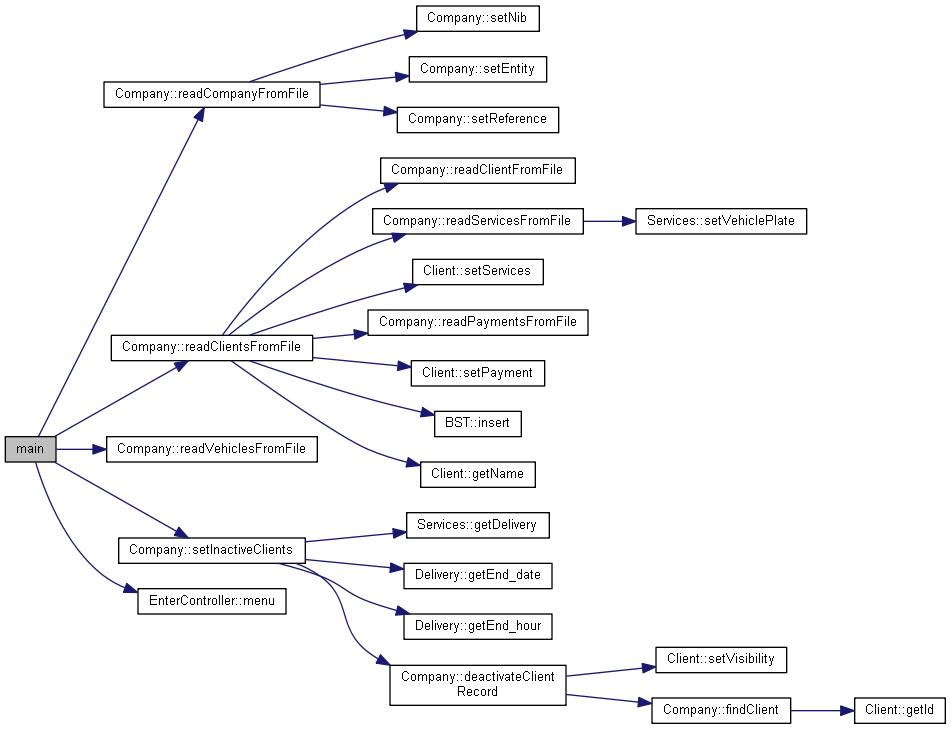 Company::setNib
Company::setEntity
Company::readCompanyFromFile
Company::setReference
Company::readClientFromFile
Company::readServicesFromFile
Services::setVehiclePlate
Client::setServices
Company::readPaymentsFromFile
Company::readClientsFromFile
Client::setPayment
BST::insert
main
Company::readVehiclesFromFile
Client::getName
Services::getDelivery
Company::setInactiveClients
Delivery::getEnd_date
EnterController::menu
Delivery::getEnd_hour
Client::setVisibility
Company::deactivateClient
Record
Company::findClient
Client::getId